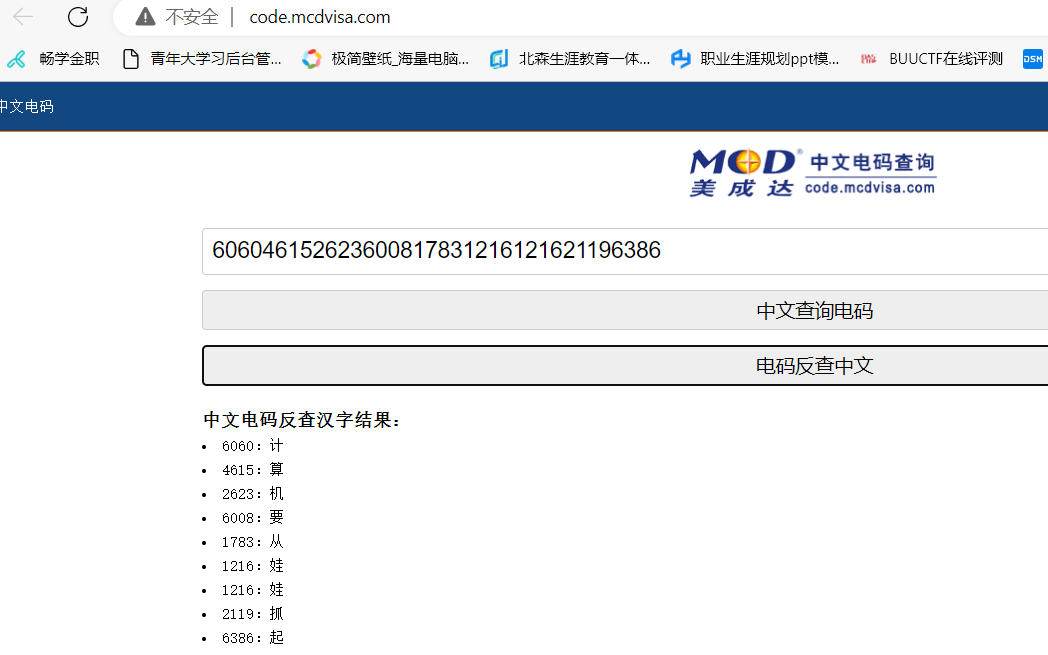 不安全 | code.mcdvisa.com
畅学金职 青年大学习后台管... 极简壁纸_海量电脑... 北森生涯教育一体... 职业生涯规划ppt模... BUUCTF在线评测 DSM
中文电码
MCD® 中文电码查询
美成达 code.mcdvisa.com
606046152623600817831216121621196386
中文查询电码
电码反查中文
中文电码反查汉字结果：
• 6060：计
• 4615：算
• 2623：机
• 6008：要
• 1783：从
• 1216：娃
• 1216：娃
• 2119：抓
• 6386：起